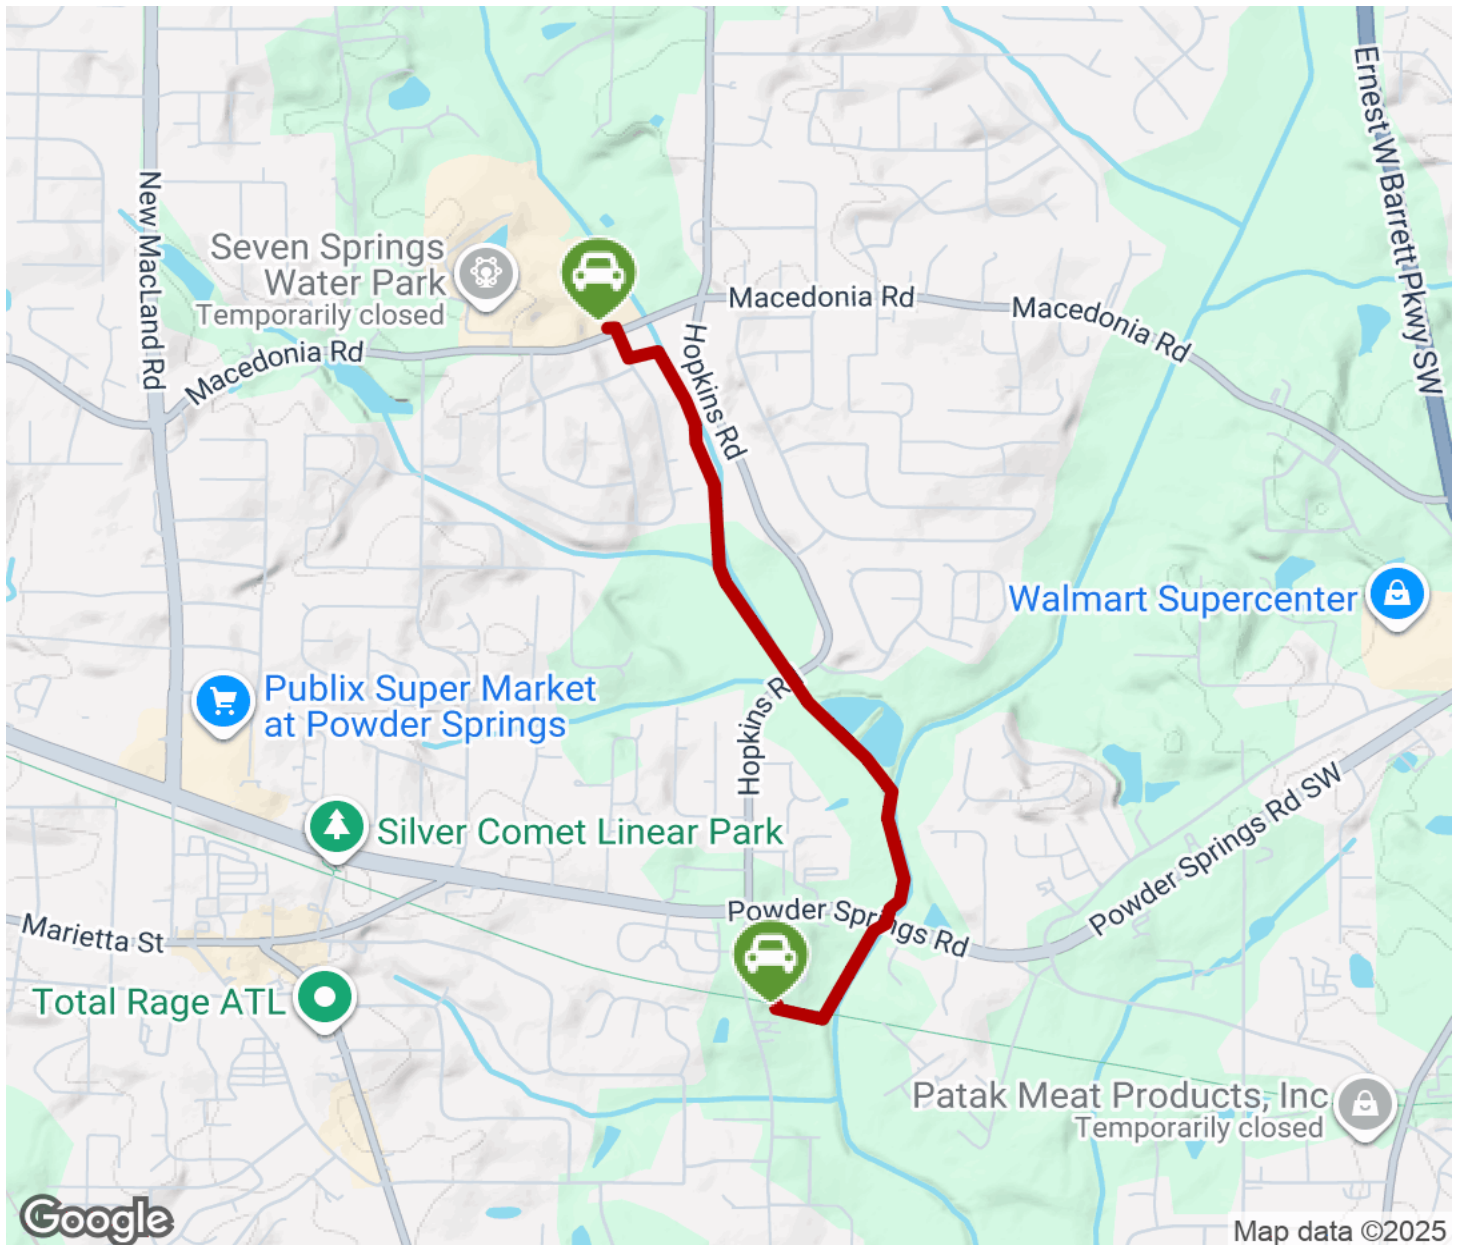 Ernest W Barrett Pkwy SW
New MacLand Rd
Seven Springs
Water Park
Temporarily closed
Macedonia Rd
Macedonia Rd
Macedonia Rd
Hopkins Rd
Walmart Supercenter
Publix Super Market
at Powder Springs
Hopkins R
Silver Comet Linear Park
Powder Springs Rd SW
Powder Springs Rd
Marietta St
Total Rage ATL
Patak Meat Products, Inc
Temporarily closed
Google
Map data ©2025